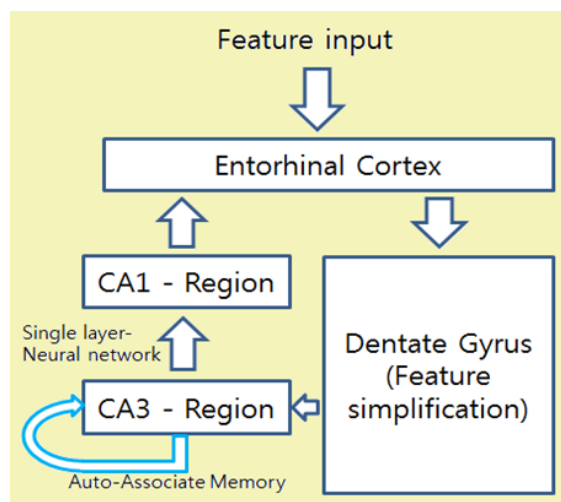 Feature input
Entorhinal Cortex
CA1 - Region
Single layer-
Neural network
Dentate Gyrus
(Feature
simplification)
CA3 - Region
Auto-Associate Memory